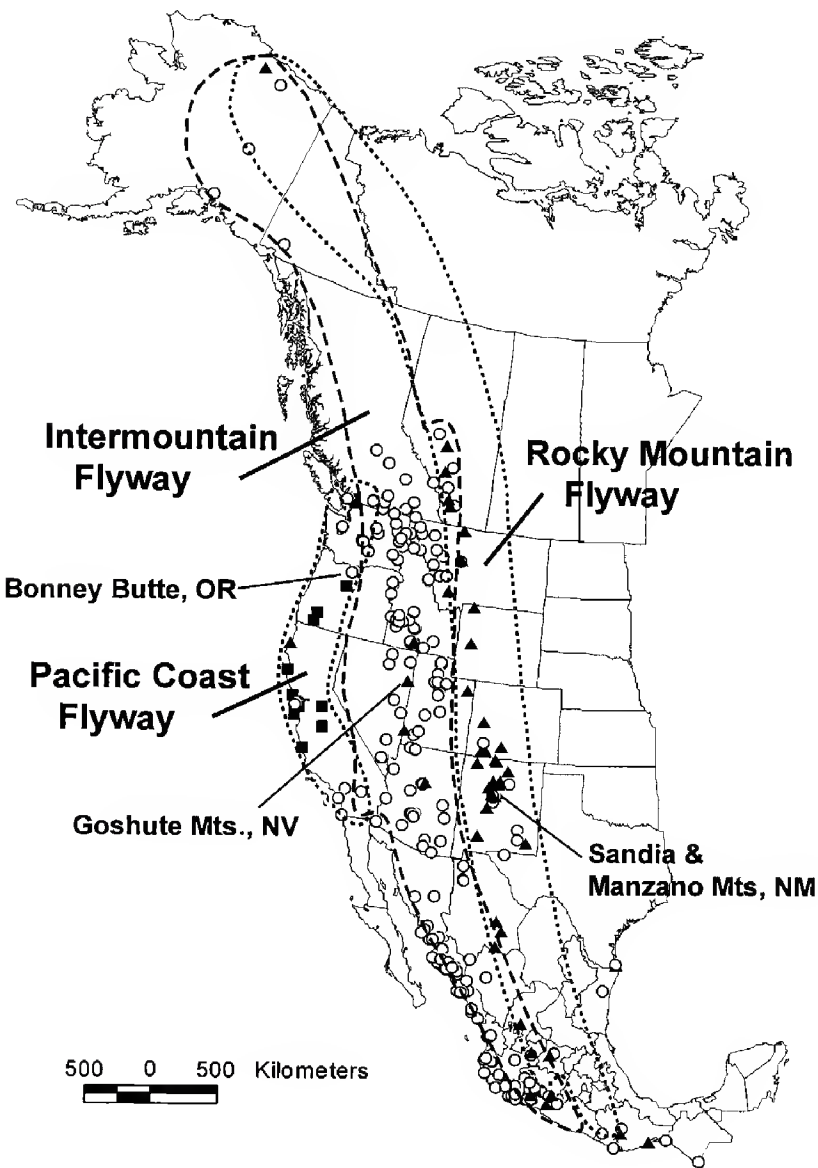 Intermountain
Flyway
Rocky Mountain
Flyway
Bonney Butte, OR
Pacific Coast
Flyway
Goshute Mts., NV
Sandia &
Manzano Mts, NM
500 0 500 Kilometers